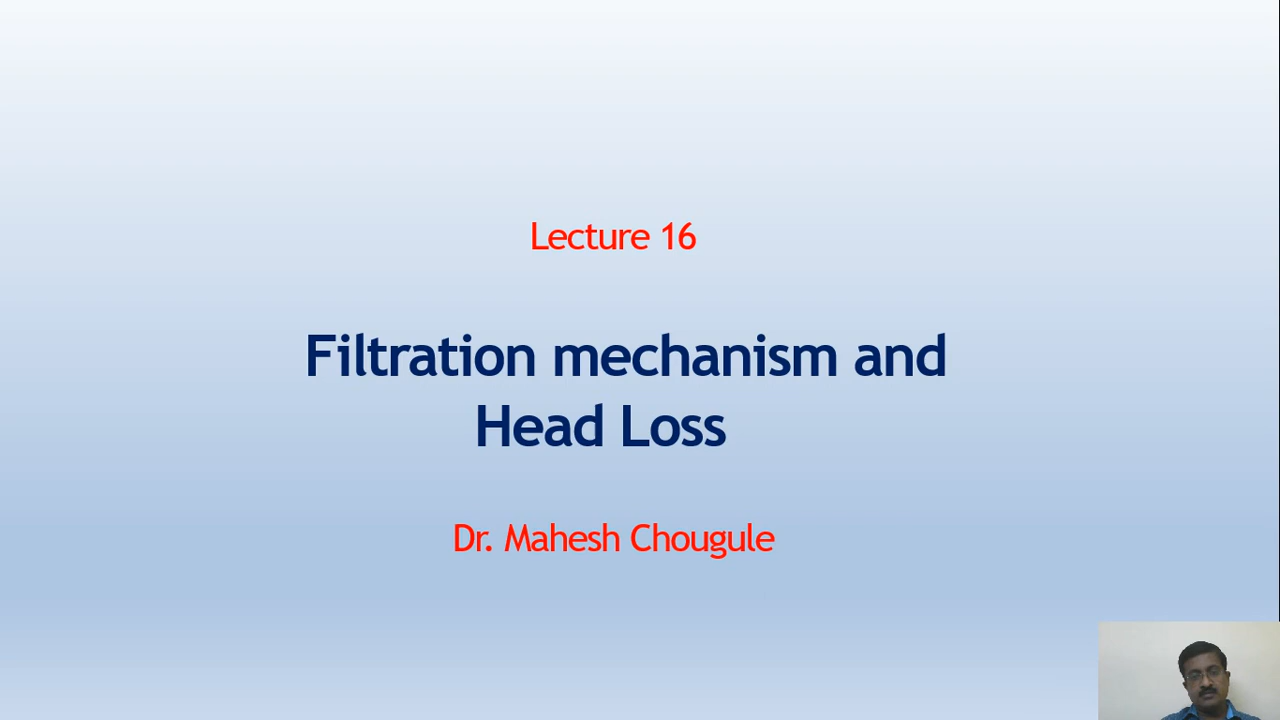 Lecture 16
Filtration mechanism and
Head Loss
Dr. Mahesh Chougule